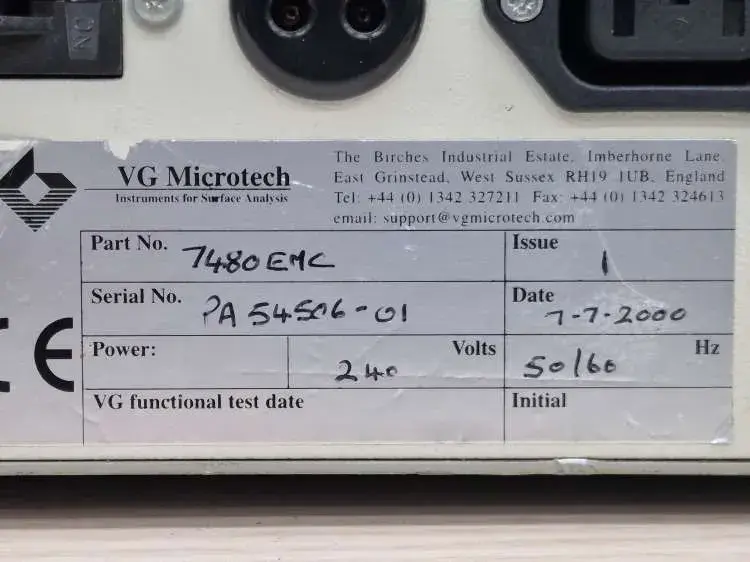 NC
VG Microtech
Instruments for Surface Analysis
The Birches Industrial Estate, Imberhorne Lane,
East Grinstead, West Sussex RH19 1UB, England
Tel: +44 (0) 1342 327211 Fax: +44 (0) 1342 324613
email: support@vgmicrotech.com
Part No. 7480EMC
Issue 1
Serial No. PA 54506-01
Date 7-7-2000
Power:
240 Volts
50/60 Hz
VG functional test date
Initial
CE